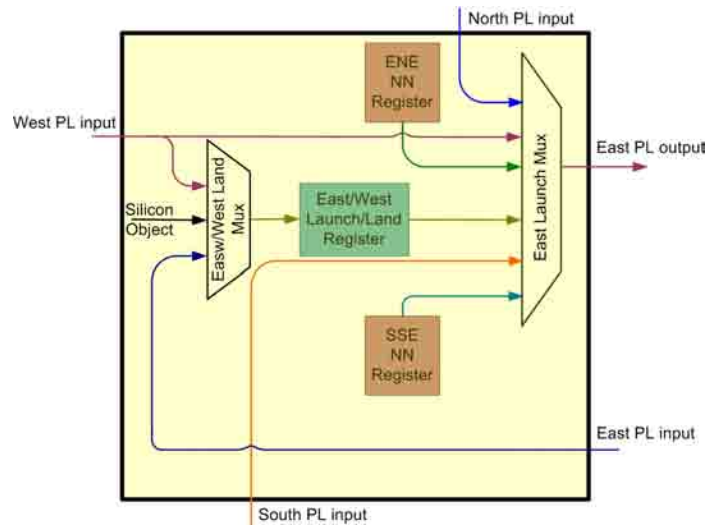 North PL input
ENE
NN
Register
West PL input
East PL output
East Launch Mux
Easw/West Land
Mux
Silicon
Object
East/West
Launch/Land
Register
SSE
NN
Register
East PL input
South PL input